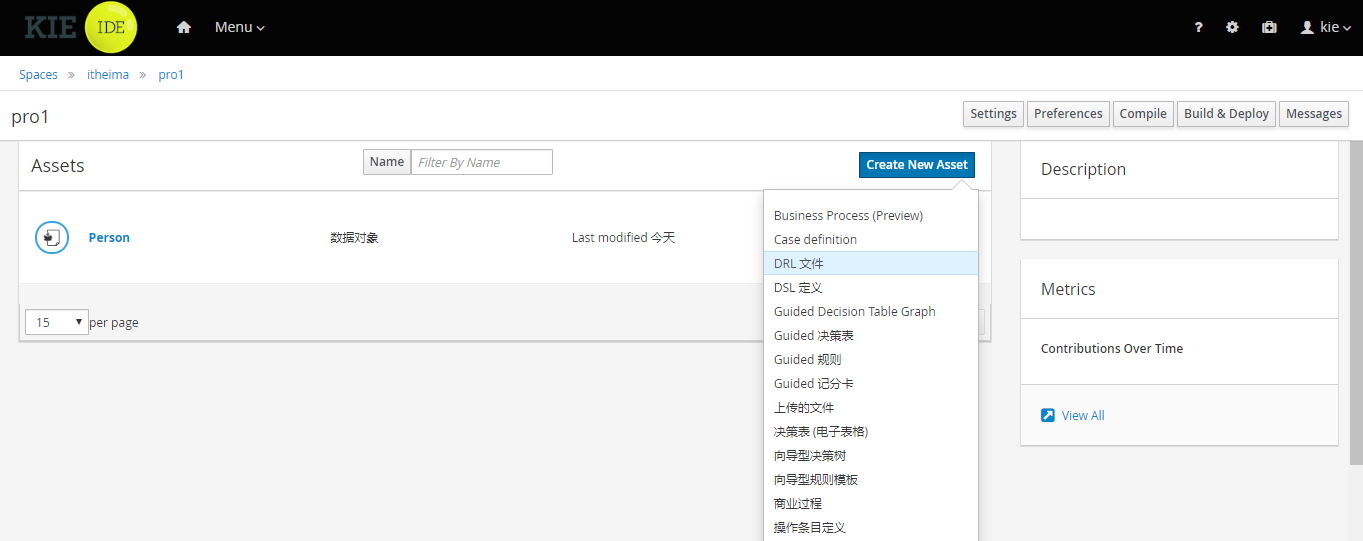 KIE IDE Menu ? kie
Spaces » itheima » pro1
pro1 Settings Preferences Compile Build & Deploy Messages
Assets Name Filter By Name Create New Asset
Person 数据对象 Last modified 今天
15 per page
Business Process (Preview)
Case definition
DRL 文件
DSL 定义
Guided Decision Table Graph
Guided 决策表
Guided 规则
Guided 记分卡
上传的文件
决策表 (电子表格)
向导型决策树
向导型规则模板
商业过程
操作条目定义
Description
Metrics
Contributions Over Time
View All